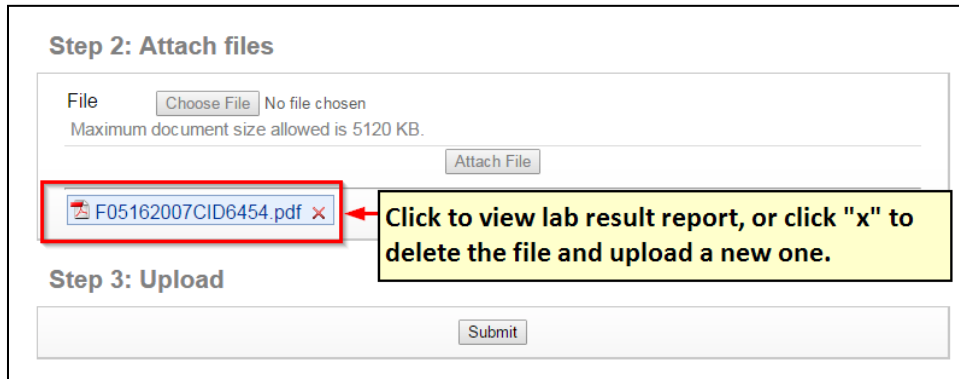 Step 2: Attach files
File Choose File No file chosen
Maximum document size allowed is 5120 KB.
Attach File
F05162007CID6454.pdf x
Click to view lab result report, or click "x" to
delete the file and upload a new one.
Step 3: Upload
Submit